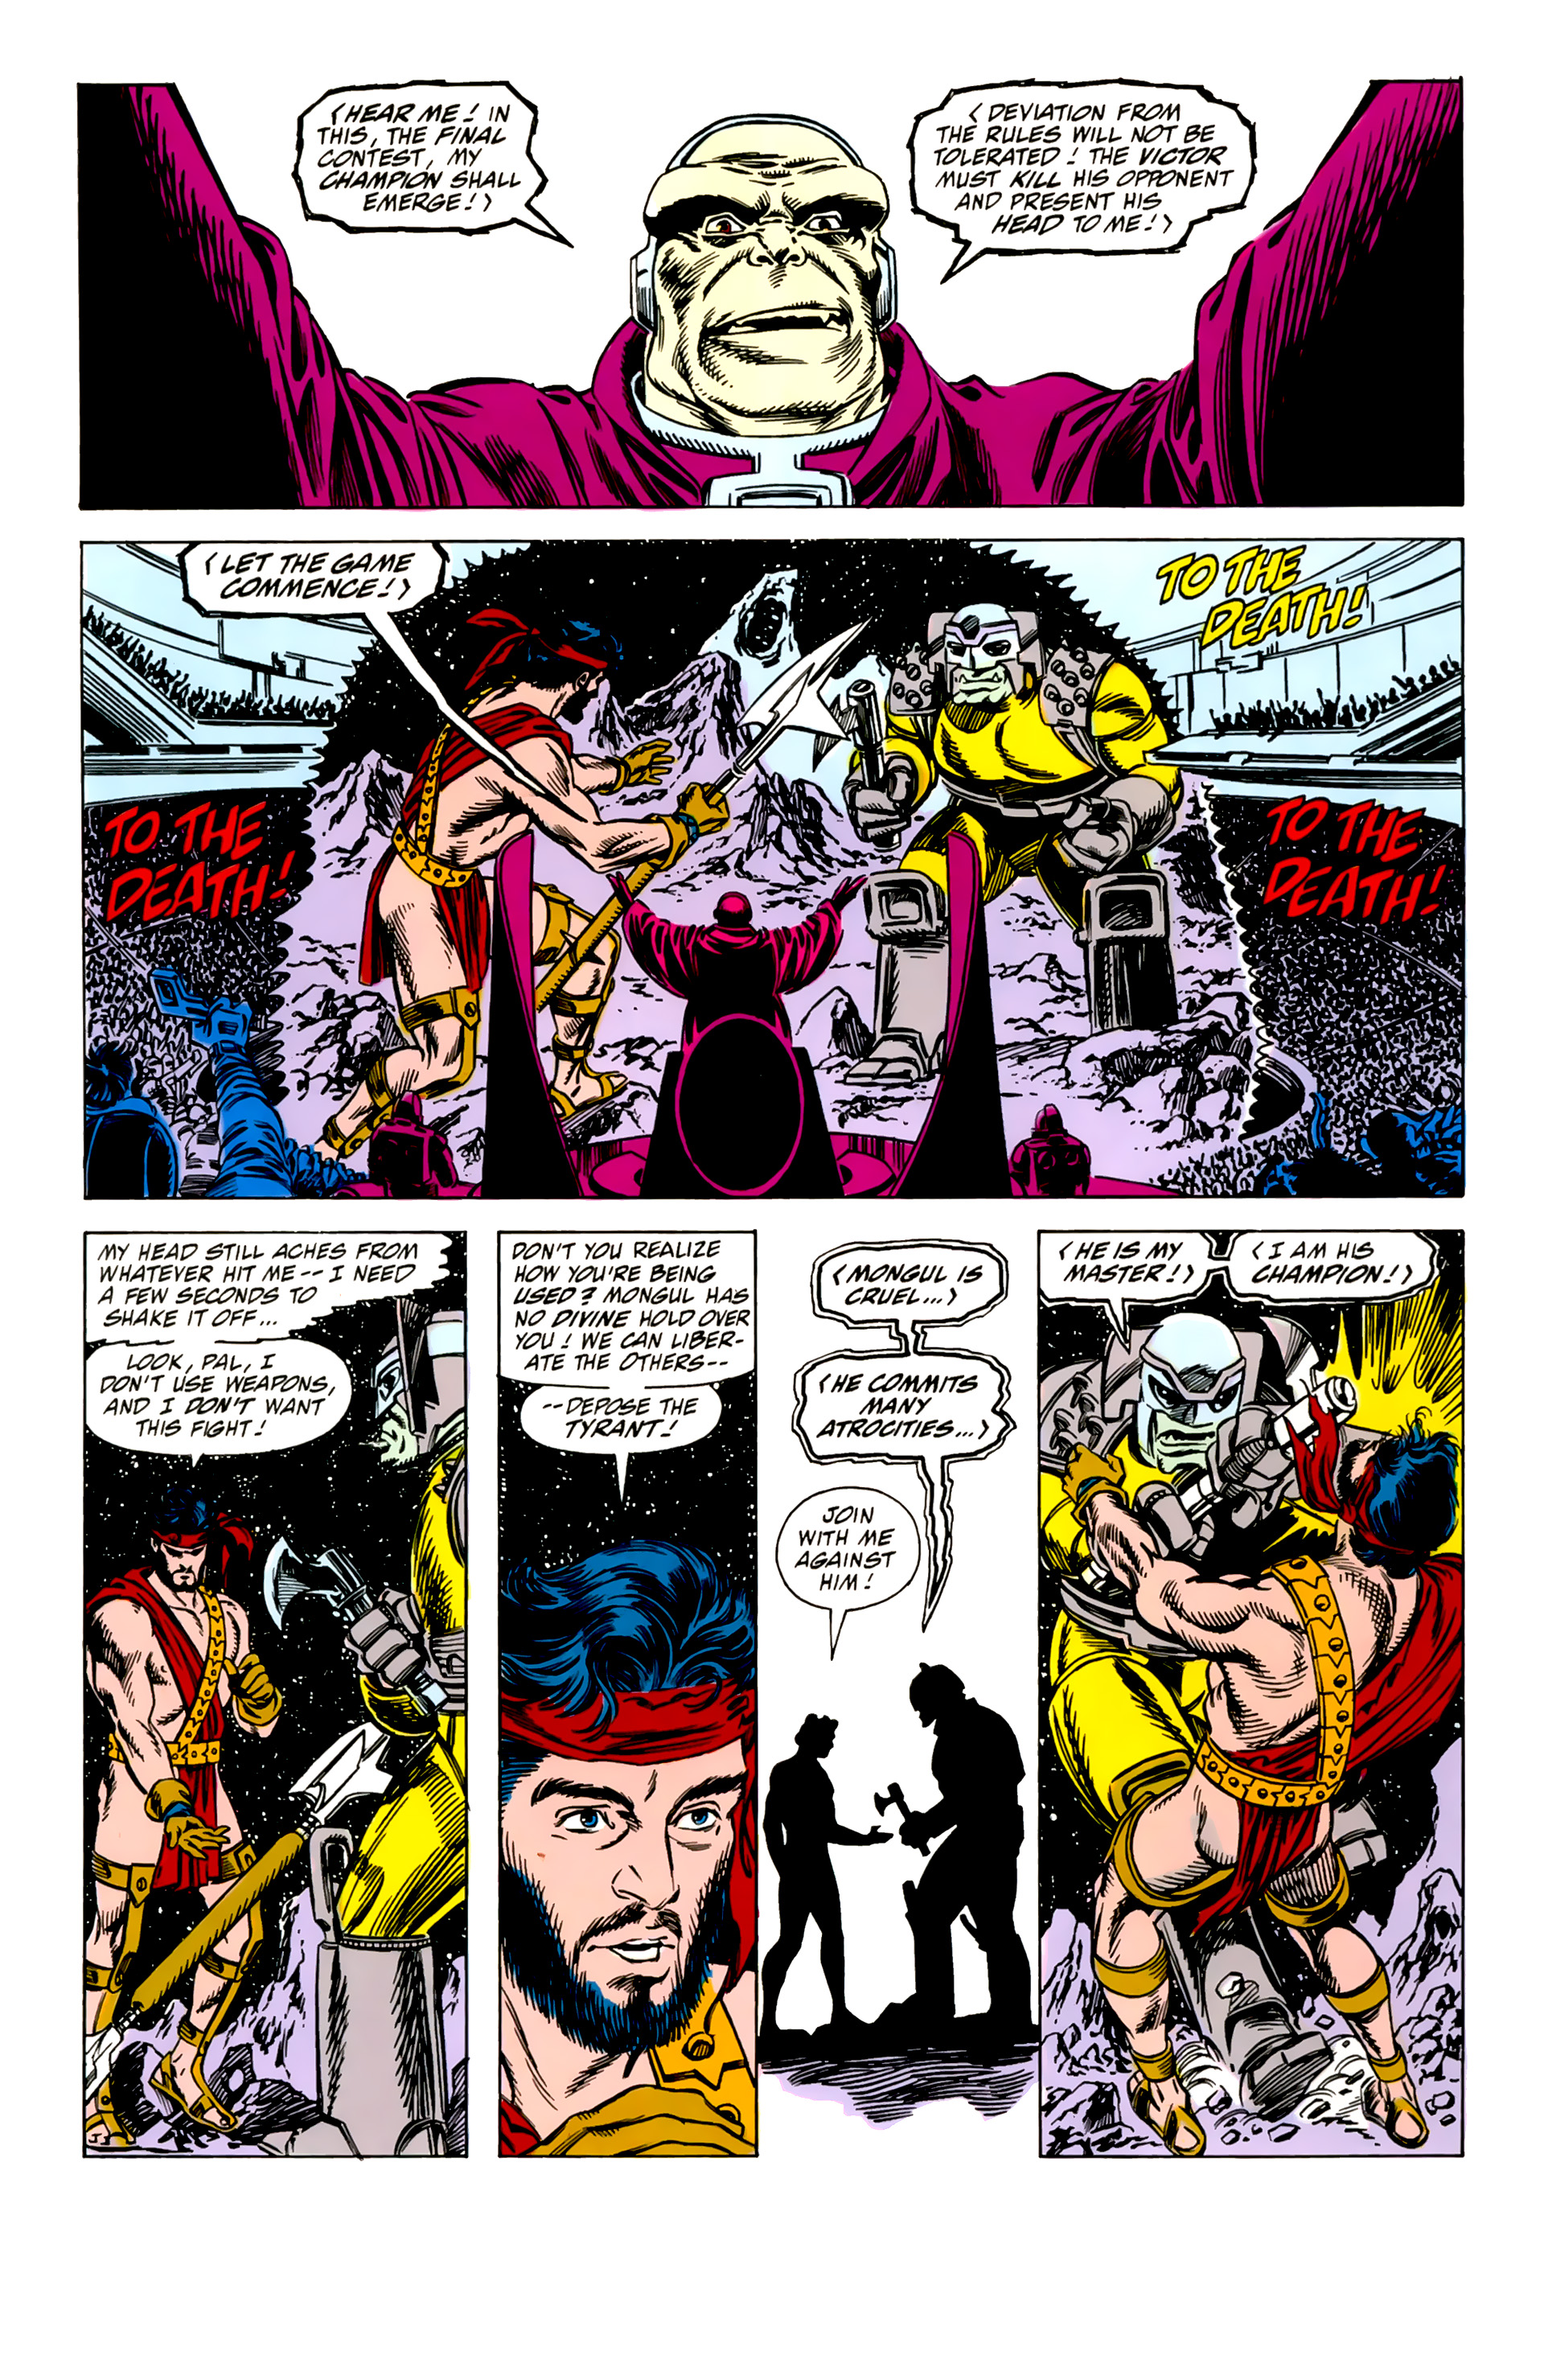 <HEAR ME! IN
THIS, THE FINAL
CONTEST, MY
CHAMPION SHALL
EMERGE!>
<DEVIATION FROM
THE RULES WILL NOT BE
TOLERATED! THE VICTOR
MUST KILL HIS OPPONENT
AND PRESENT HIS
HEAD TO ME!>
<LET THE GAME
COMMENCE!>
TO THE
DEATH!
TO THE
DEATH!
TO THE
DEATH!
MY HEAD STILL ACHES FROM
WHATEVER HIT ME -- I NEED
A FEW SECONDS TO
SHAKE IT OFF...
LOOK, PAL, I
DON'T USE WEAPONS,
AND I DON'T WANT
THIS FIGHT!
DON'T YOU REALIZE
HOW YOU'RE BEING
USED? MONGUL HAS
NO DIVINE HOLD OVER
YOU! WE CAN LIBER-
ATE THE OTHERS--
--DEPOSE THE
TYRANT!
<MONGUL IS
CRUEL...>
<HE COMMITS
MANY
ATROCITIES...>
JOIN
WITH ME
AGAINST
HIM!
<HE IS MY
MASTER!>
<I AM HIS
CHAMPION!>